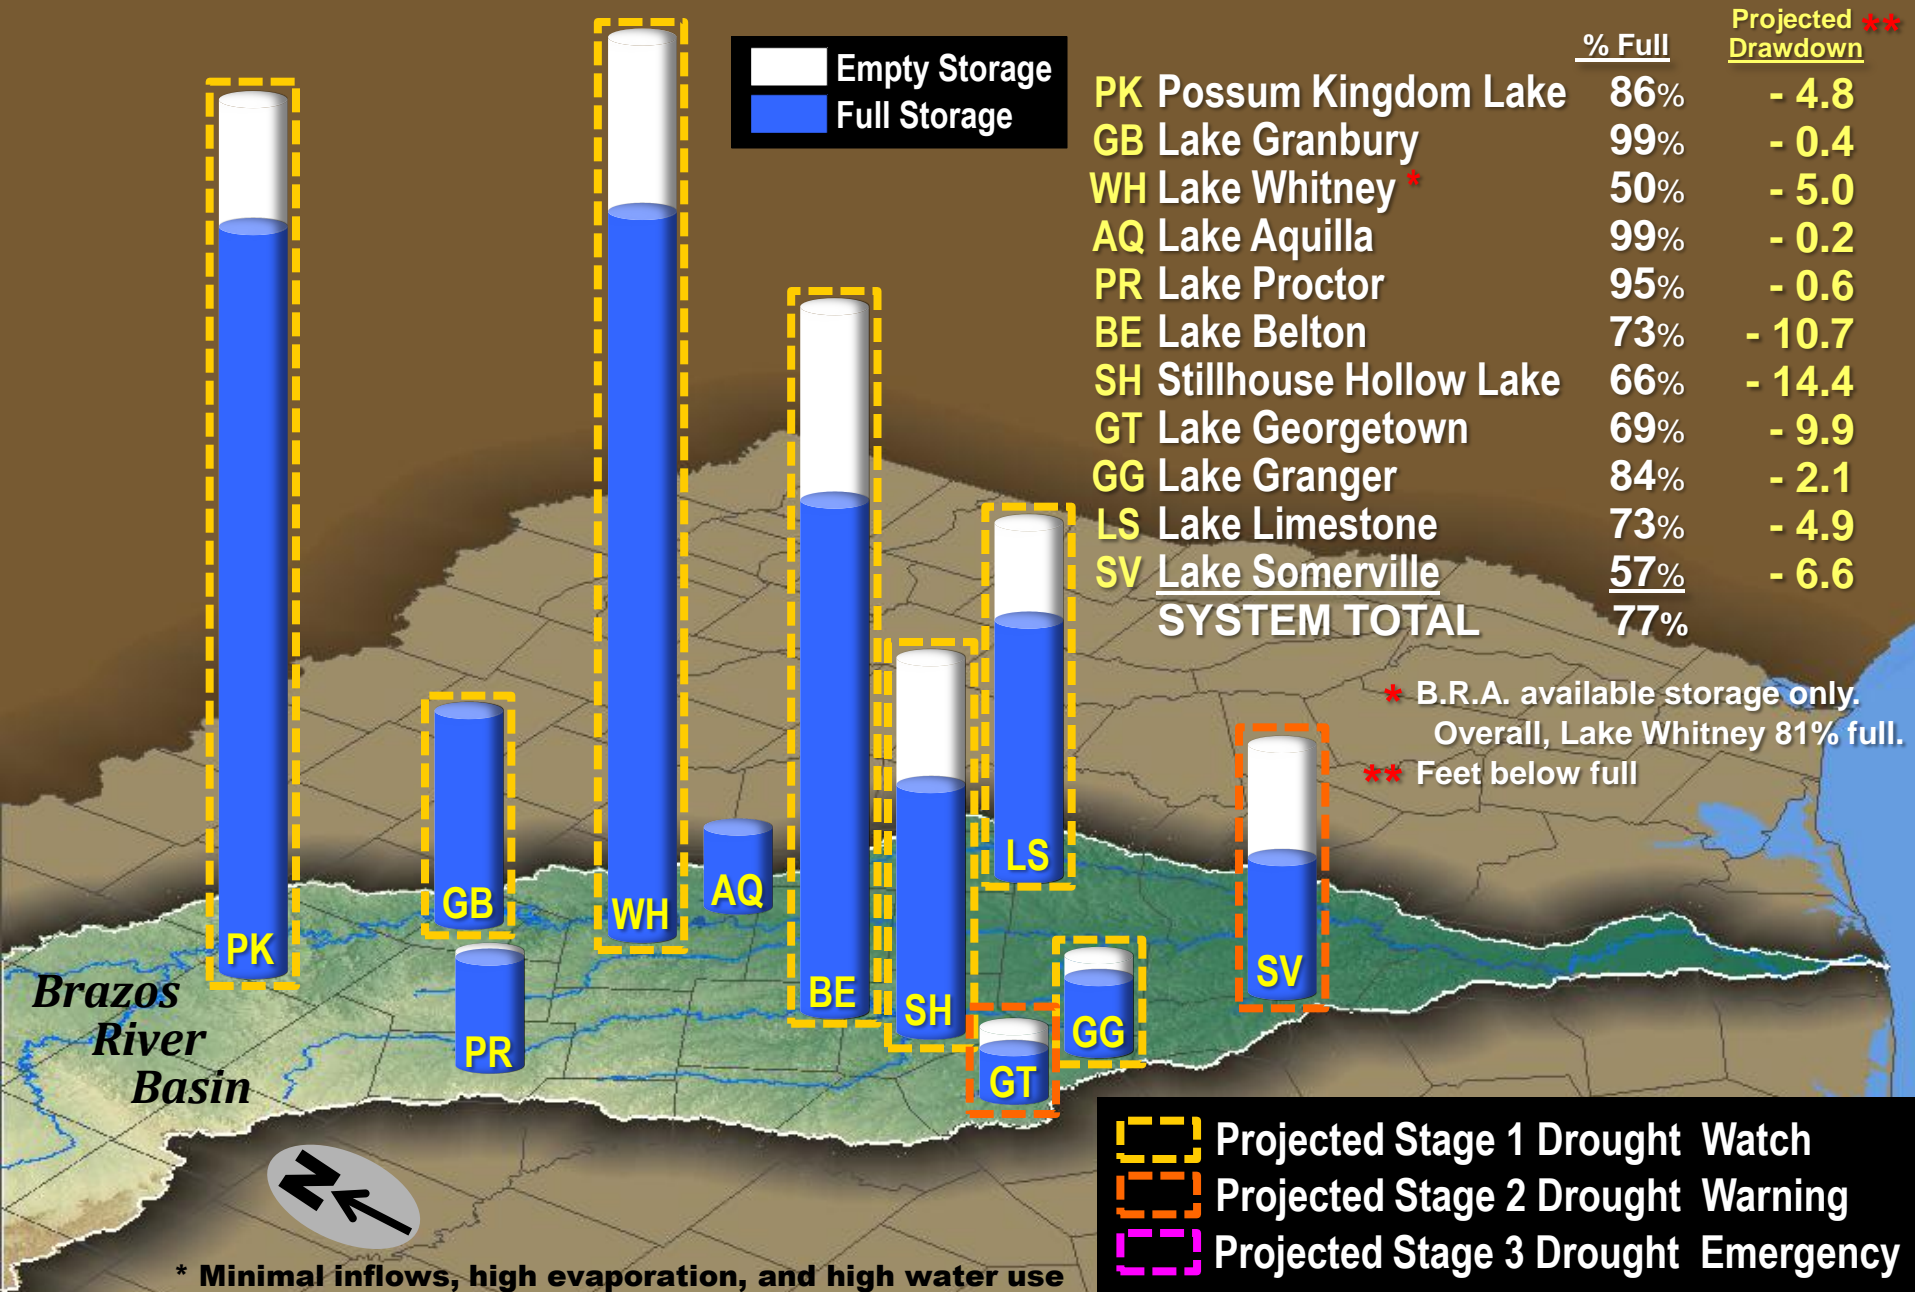 Empty Storage
Full Storage
% Full
Projected **
Drawdown
PK Possum Kingdom Lake 86% - 4.8
GB Lake Granbury 99% - 0.4
WH Lake Whitney * 50% - 5.0
AQ Lake Aquilla 99% - 0.2
PR Lake Proctor 95% - 0.6
BE Lake Belton 73% - 10.7
SH Stillhouse Hollow Lake 66% - 14.4
GT Lake Georgetown 69% - 9.9
GG Lake Granger 84% - 2.1
LS Lake Limestone 73% - 4.9
SV Lake Somerville 57% - 6.6
SYSTEM TOTAL 77%
* B.R.A. available storage only.
Overall, Lake Whitney 81% full.
** Feet below full
PK
GB
WH
AQ
PR
BE
SH
LS
GT
GG
SV
Brazos
River
Basin
N
* Minimal inflows, high evaporation, and high water use
Projected Stage 1 Drought Watch
Projected Stage 2 Drought Warning
Projected Stage 3 Drought Emergency